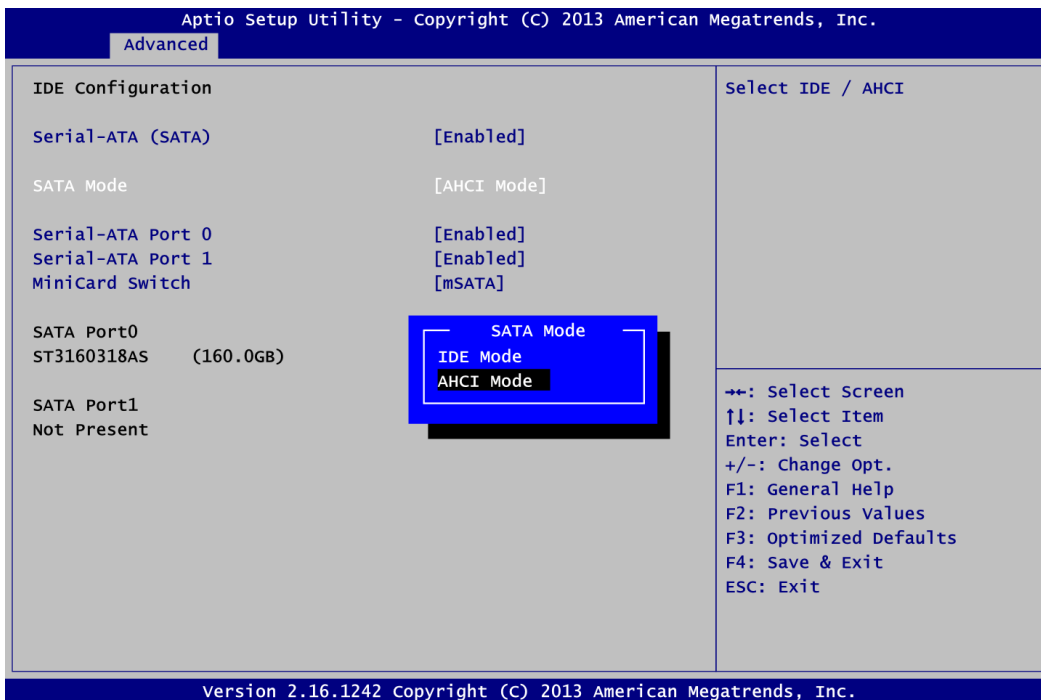 Aptio Setup Utility - Copyright (C) 2013 American Megatrends, Inc.
Advanced
IDE Configuration
Serial-ATA (SATA) [Enabled]
SATA Mode [AHCI Mode]
Serial-ATA Port 0 [Enabled]
Serial-ATA Port 1 [Enabled]
MiniCard Switch [mSATA]
SATA Port0
ST3160318AS (160.0GB)
SATA Port1
Not Present
SATA Mode
IDE Mode
AHCI Mode
Select IDE / AHCI
→←: Select Screen
↑↓: Select Item
Enter: Select
+/-: Change Opt.
F1: General Help
F2: Previous Values
F3: Optimized Defaults
F4: Save & Exit
ESC: Exit
Version 2.16.1242 Copyright (C) 2013 American Megatrends, Inc.